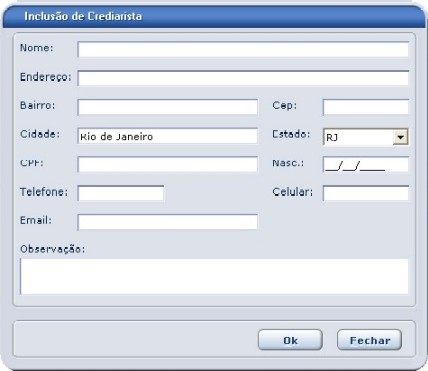 Inclusão de Crediarista
Nome:
Endereço:
Bairro: Cep:
Cidade: Rio de Janeiro Estado: RJ
CPF: Nasc.: __/__/____
Telefone: Celular:
Email:
Observação:
Ok Fechar